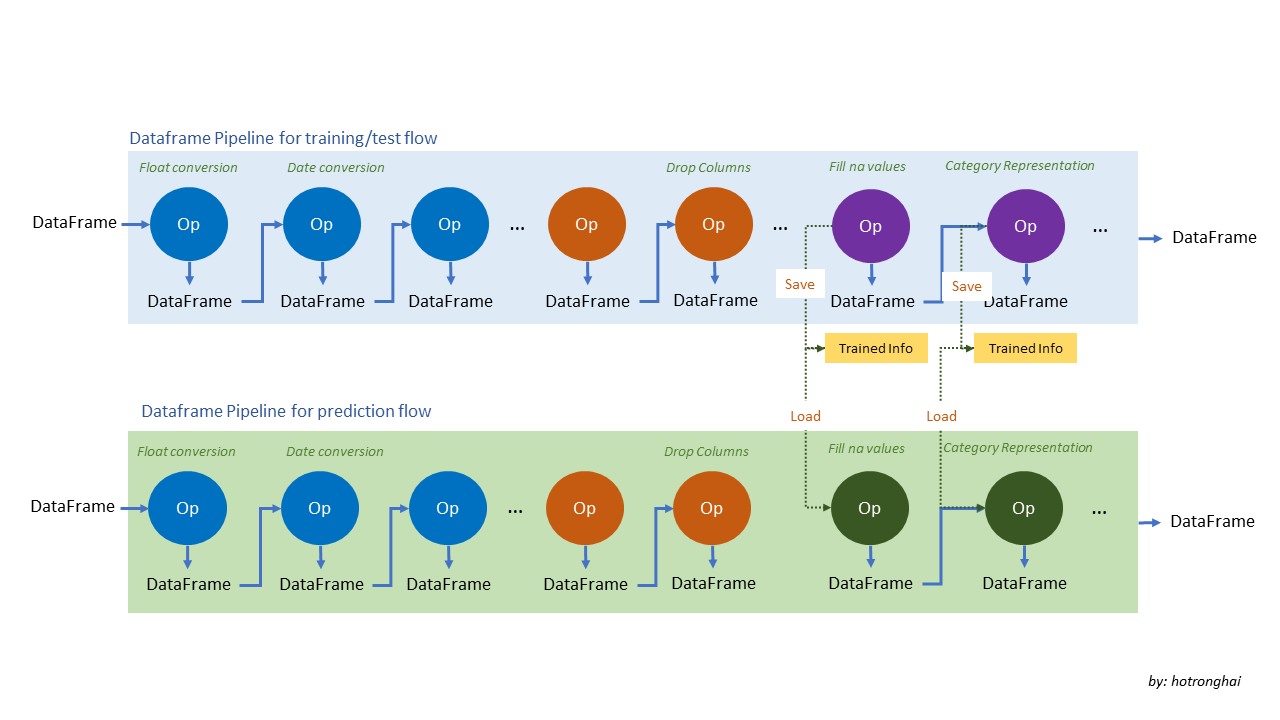 Dataframe Pipeline for training/test flow
Float conversion
Date conversion
Drop Columns
Fill na values
Category Representation
DataFrame
Op
Op
Op
...
Op
Op
...
Op
Op
...
DataFrame
Save
Save
DataFrame
DataFrame
DataFrame
DataFrame
DataFrame
DataFrame
DataFrame
Trained Info
Trained Info
Dataframe Pipeline for prediction flow
Load
Load
Float conversion
Date conversion
Drop Columns
Fill na values
Category Representation
DataFrame
Op
Op
Op
...
Op
Op
Op
Op
...
DataFrame
DataFrame
DataFrame
DataFrame
DataFrame
DataFrame
DataFrame
DataFrame
by: hotronghai